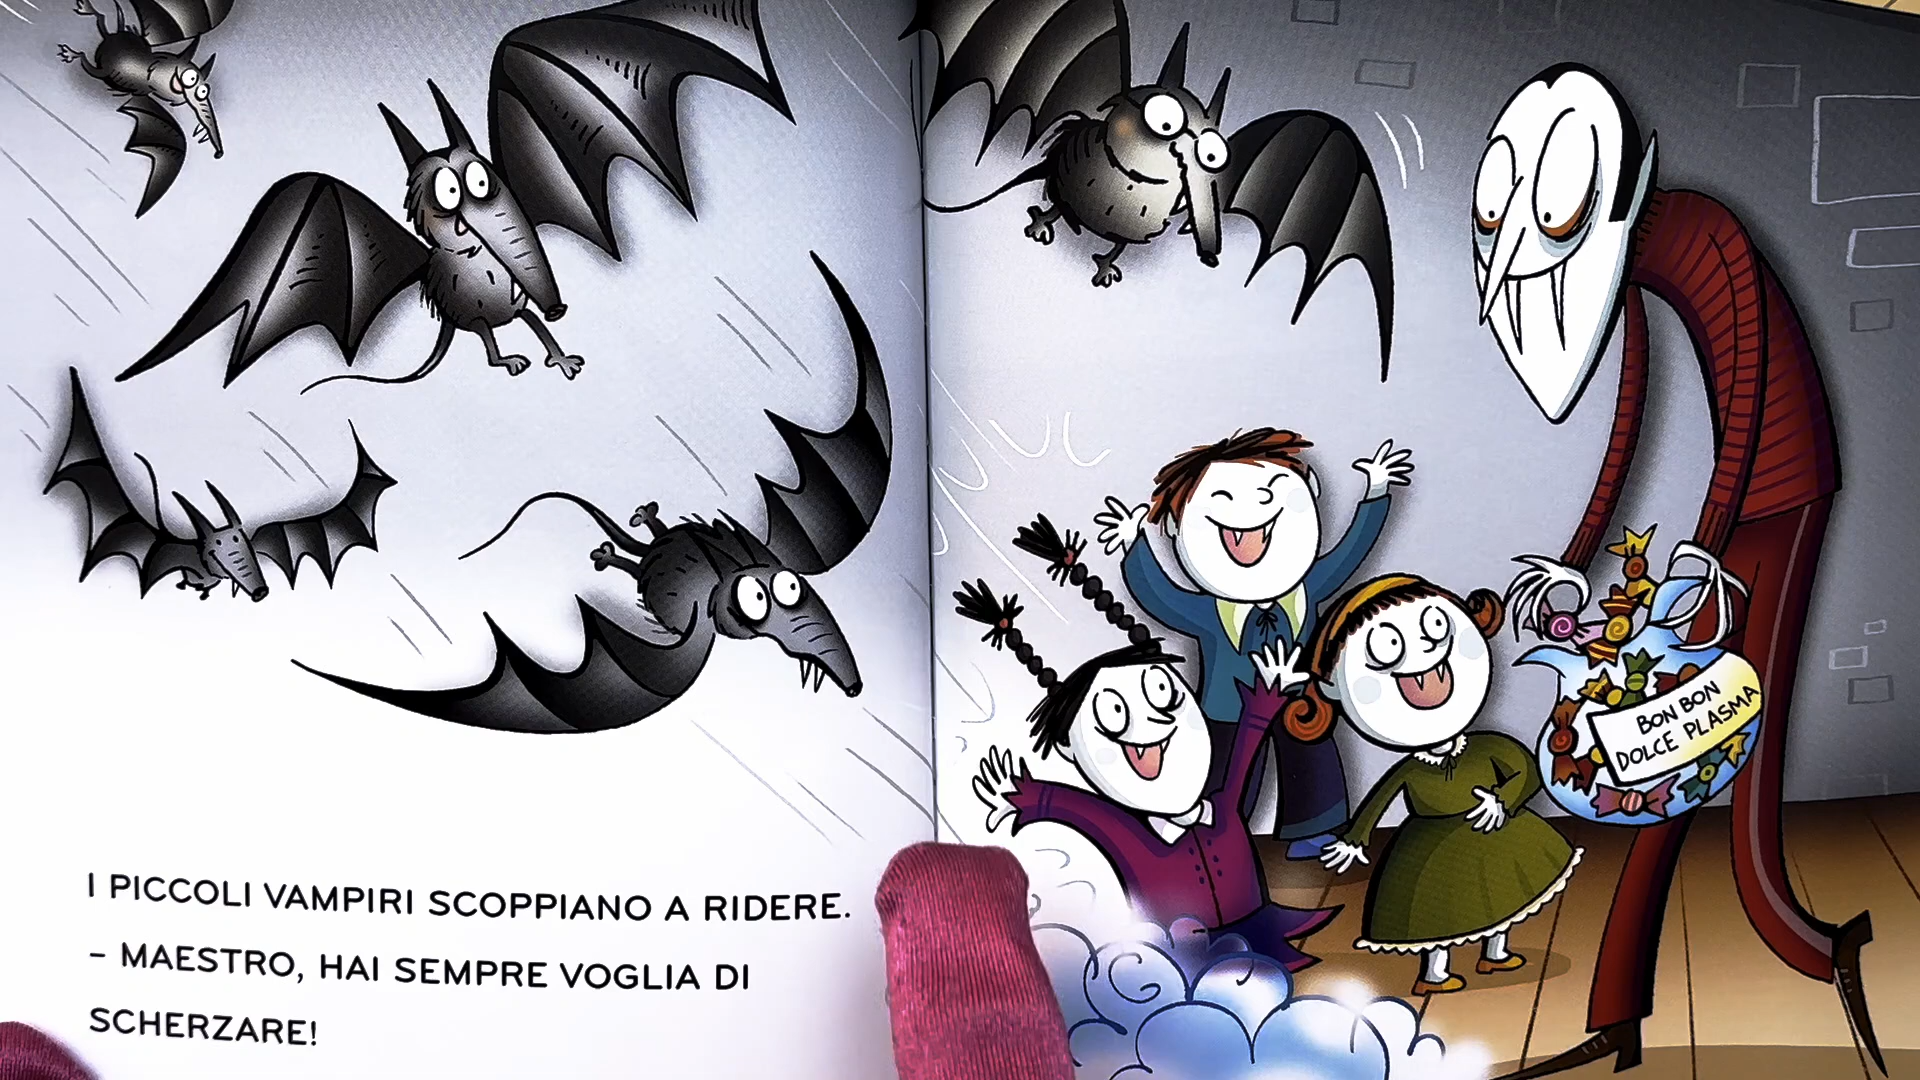 I PICCOLI VAMPIRI SCOPPIANO A RIDERE.
– MAESTRO, HAI SEMPRE VOGLIA DI
SCHERZARE!
BON BON
DOLCE PLASMA